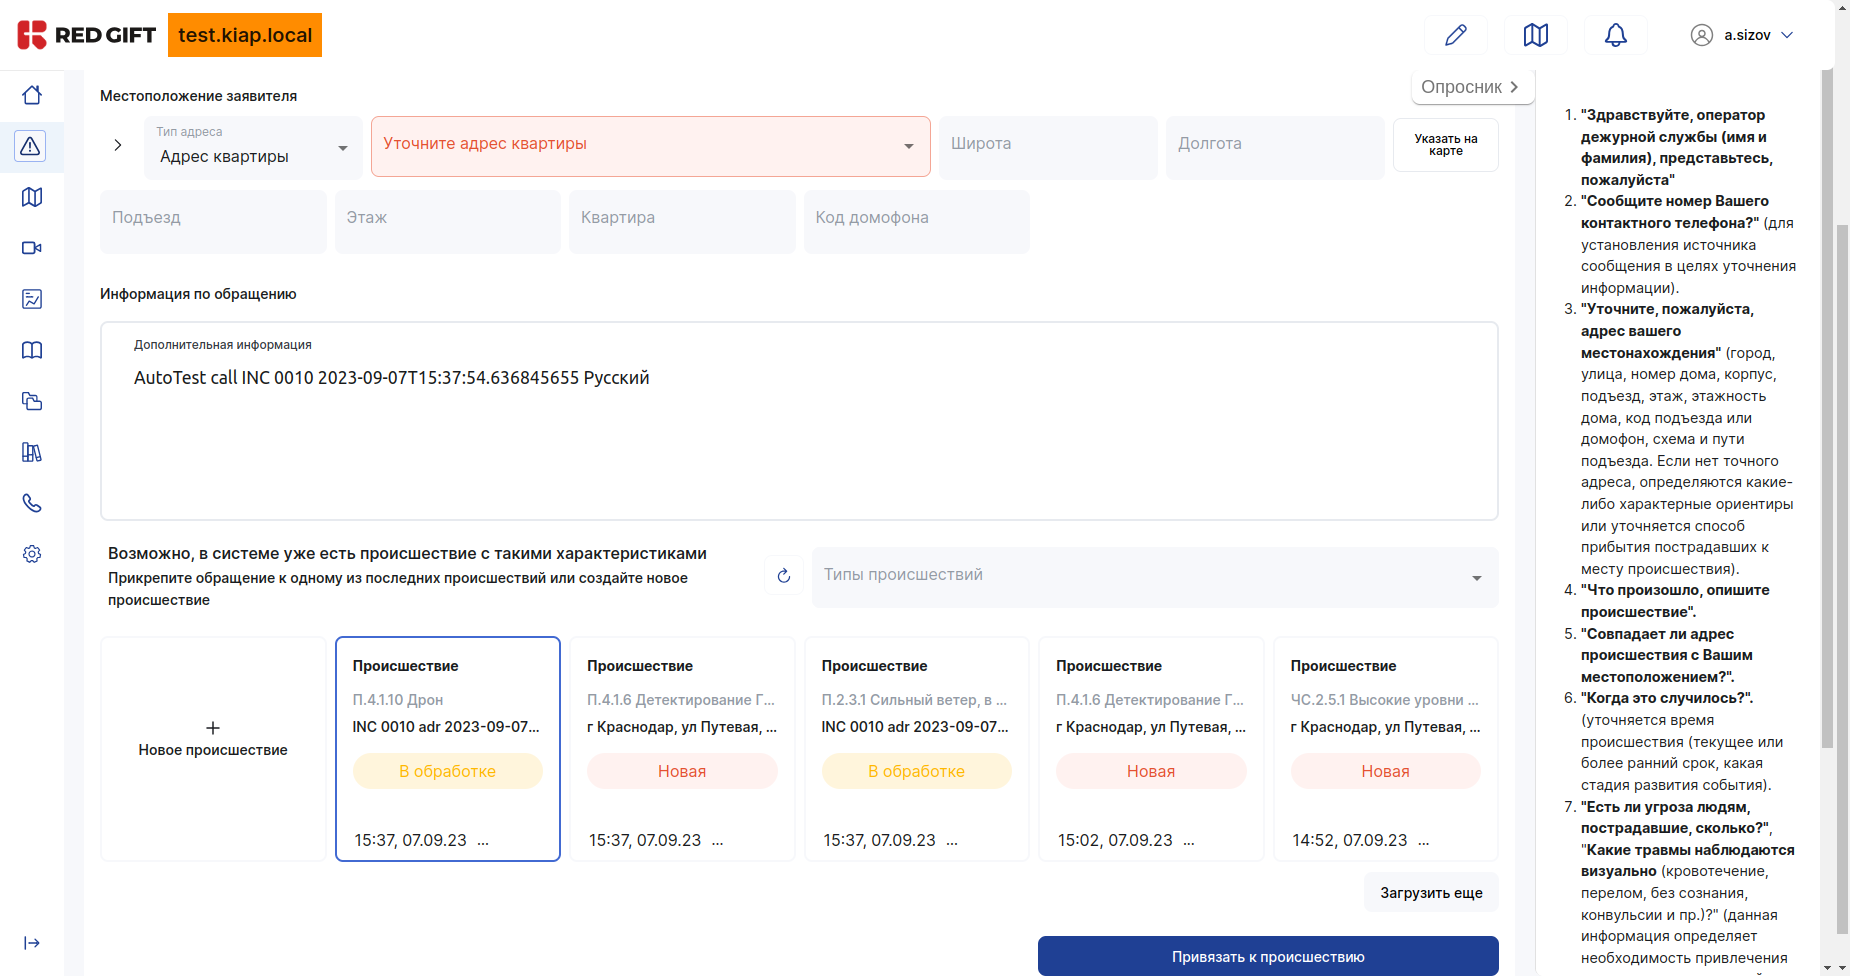 RED GIFT
test.kiap.local
a.sizov
Местоположение заявителя
Опросник
Тип адреса
Адрес квартиры
Уточните адрес квартиры
Широта
Долгота
Указать на
карте
Подъезд
Этаж
Квартира
Код домофона
Информация по обращению
Дополнительная информация
AutoTest call INC 0010 2023-09-07T15:37:54.636845655 Русский
Возможно, в системе уже есть происшествие с такими характеристиками
Прикрепите обращение к одному из последних происшествий или создайте новое
происшествие
Типы происшествий
+
Новое происшествие
Происшествие
П.4.1.10 Дрон
INC 0010 adr 2023-09-07...
В обработке
15:37, 07.09.23 ...
Происшествие
П.4.1.6 Детектирование Г...
г Краснодар, ул Путевая, ...
Новая
15:37, 07.09.23 ...
Происшествие
П.2.3.1 Сильный ветер, в ...
INC 0010 adr 2023-09-07...
В обработке
15:37, 07.09.23 ...
Происшествие
П.4.1.6 Детектирование Г...
г Краснодар, ул Путевая, ...
Новая
15:02, 07.09.23 ...
Происшествие
ЧС.2.5.1 Высокие уровни ...
г Краснодар, ул Путевая, ...
Новая
14:52, 07.09.23 ...
Загрузить еще
Привязать к происшествию
1. "Здравствуйте, оператор
дежурной службы (имя и
фамилия), представьтесь,
пожалуйста"
2. "Сообщите номер Вашего
контактного телефона?" (для
установления источника
сообщения в целях уточнения
информации).
3. "Уточните, пожалуйста,
адрес вашего
местонахождения" (город,
улица, номер дома, корпус,
подъезд, этаж, этажность
дома, код подъезда или
домофон, схема и пути
подъезда. Если нет точного
адреса, определяются какие-
либо характерные ориентиры
или уточняется способ
прибытия пострадавших к
месту происшествия).
4. "Что произошло, опишите
происшествие".
5. "Совпадает ли адрес
происшествия с Вашим
местоположением?".
6. "Когда это случилось?".
(уточняется время
происшествия (текущее или
более ранний срок, какая
стадия развития события).
7. "Есть ли угроза людям,
пострадавшие, сколько?",
"Какие травмы наблюдаются
визуально (кровотечение,
перелом, без сознания,
конвульсии и пр.)?" (данная
информация определяет
необходимость привлечения